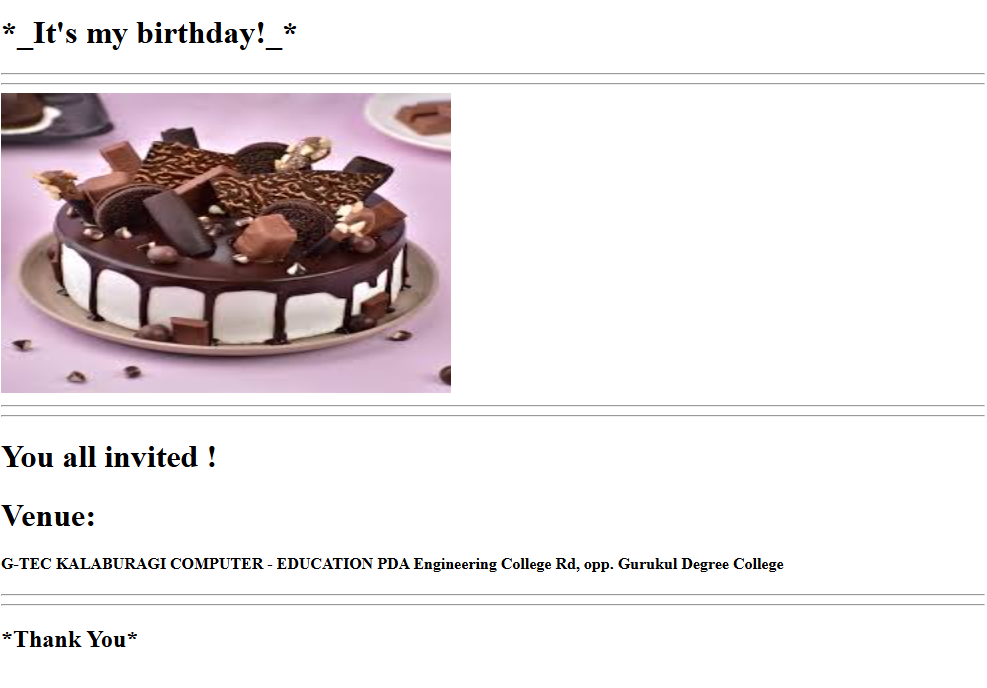 *_It's my birthday!_*
You all invited !
Venue:
G-TEC KALABURAGI COMPUTER - EDUCATION PDA Engineering College Rd, opp. Gurukul Degree College
*Thank You*